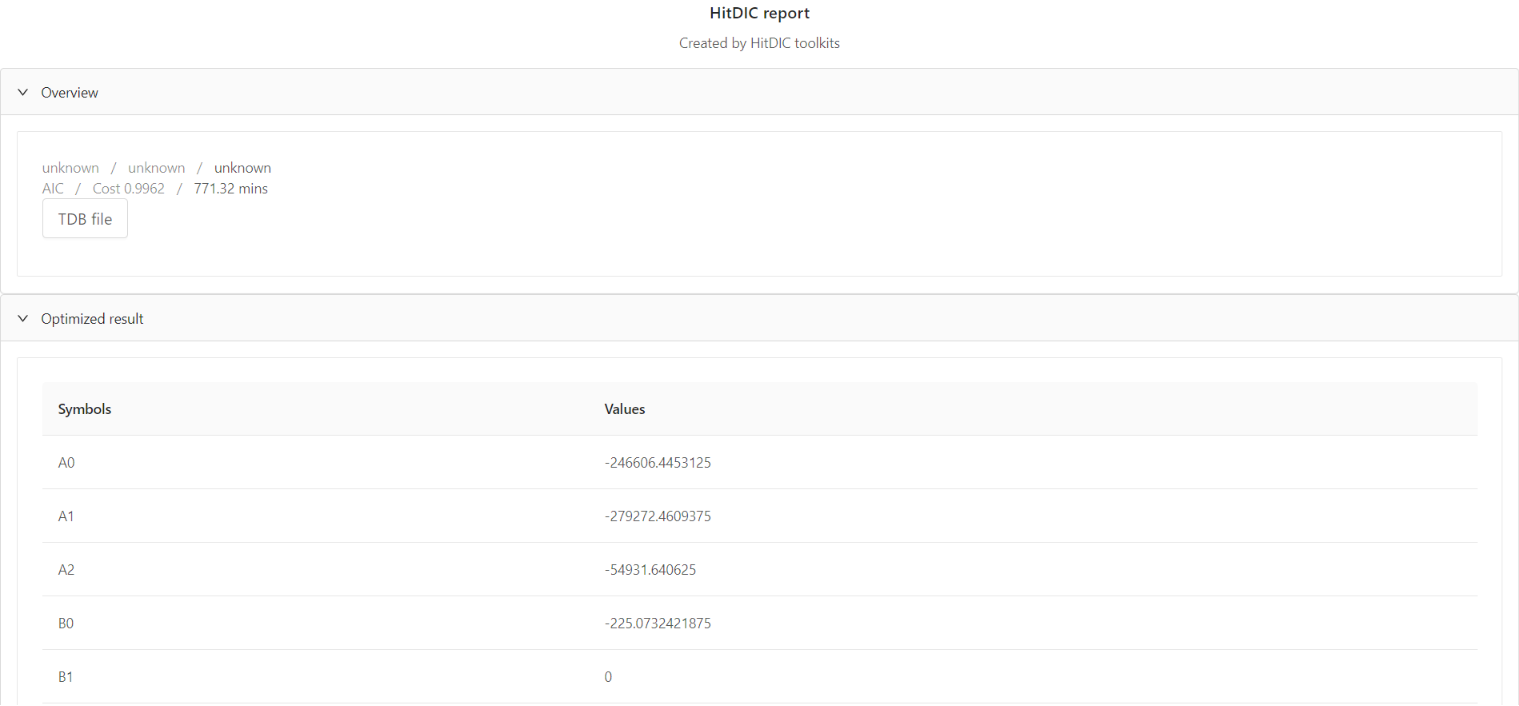 HitDIC report
Created by HitDIC toolkits
Overview
unknown / unknown / unknown
AIC / Cost 0.9962 / 771.32 mins
TDB file
Optimized result
Symbols Values
A0 -246606.4453125
A1 -279272.4609375
A2 -54931.640625
B0 -225.0732421875
B1 0